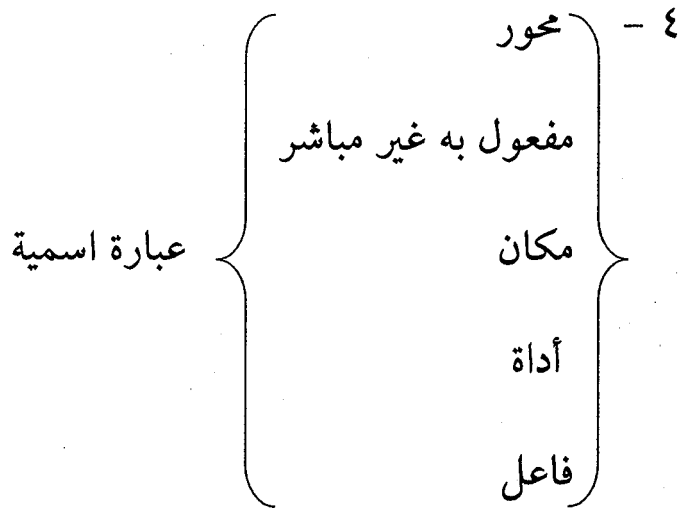 ٤ - محور
مفعول به غير مباشر
مكان
عبارة اسمية
أداة
فاعل